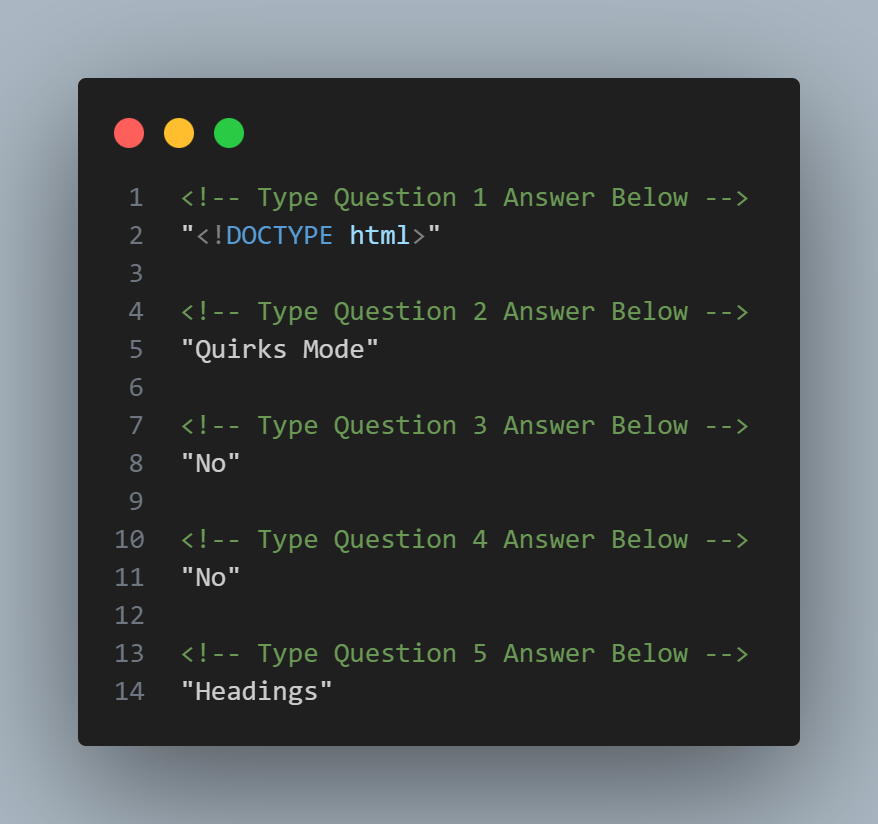 1 <!-- Type Question 1 Answer Below -->
2 "<!DOCTYPE html>"
3
4 <!-- Type Question 2 Answer Below -->
5 "Quirks Mode"
6
7 <!-- Type Question 3 Answer Below -->
8 "No"
9
10 <!-- Type Question 4 Answer Below -->
11 "No"
12
13 <!-- Type Question 5 Answer Below -->
14 "Headings"